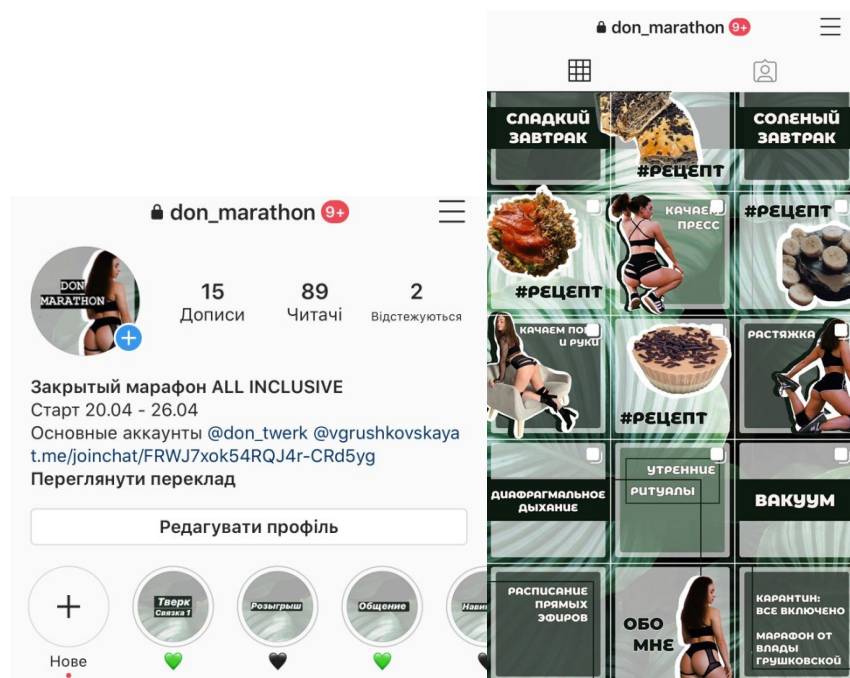 don_marathon 9+
DON
MARATHON
15
Дописи
89
Читачі
2
Відстежуються
Закрытый марафон ALL INCLUSIVE
Старт 20.04 - 26.04
Основные аккаунты @don_twerk @vgrushkovskaya
t.me/joinchat/FRWJ7xok54RQJ4r-CRd5yg
Переглянути переклад
Редагувати профіль
Нове
Тверк
Связка 1
Розыгрыш
Общение
don_marathon 9+
СЛАДКИЙ
ЗАВТРАК
#РЕЦЕПТ
СОЛЕНЫЙ
ЗАВТРАК
#РЕЦЕПТ
КАЧАЕМ
ПРЕСС
#РЕЦЕПТ
КАЧАЕМ
И РУКИ
#РЕЦЕПТ
РАСТЯЖКА
ДИАФРАГМАЛЬНОЕ
ДЫХАНИЕ
УТРЕННИЕ
РИТУАЛЫ
ВАКУУМ
РАСПИСАНИЕ
ПРЯМЫХ
ЭФИРОВ
ОБО
МНЕ
КАРАНТИН:
ВСЕ ВКЛЮЧЕНО
МАРАФОН ОТ
ВЛАДЫ
ГРУШКОВСКОЙ